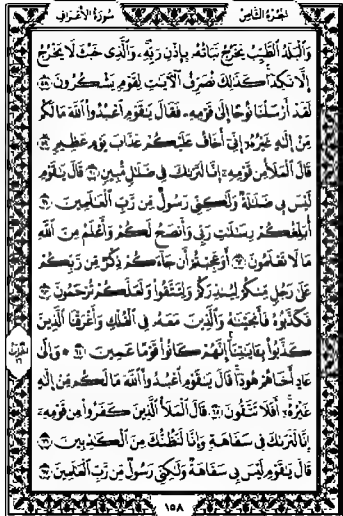 الجزء الثامن
سورة الأعراف
وَالْبَلَدُ الطَّيِّبُ يَخْرُجُ نَبَاتُهُ بِإِذْنِ رَبِّهِ وَالَّذِي خَبُثَ لَا يَخْرُجُ
إِلَّا نَكِدًا كَذَٰلِكَ نُصَرِّفُ الْآيَاتِ لِقَوْمٍ يَشْكُرُونَ ٥٨
لَقَدْ أَرْسَلْنَا نُوحًا إِلَىٰ قَوْمِهِ فَقَالَ يَا قَوْمِ اعْبُدُوا اللَّهَ مَا لَكُمْ
مِنْ إِلَٰهٍ غَيْرُهُ إِنِّي أَخَافُ عَلَيْكُمْ عَذَابَ يَوْمٍ عَظِيمٍ ٥٩
قَالَ الْمَلَأُ مِنْ قَوْمِهِ إِنَّا لَنَرَاكَ فِي ضَلَالٍ مُبِينٍ ٦٠ قَالَ يَا قَوْمِ
لَيْسَ بِي ضَلَالَةٌ وَلَٰكِنِّي رَسُولٌ مِنْ رَبِّ الْعَالَمِينَ ٦١
أُبَلِّغُكُمْ رِسَالَاتِ رَبِّي وَأَنْصَحُ لَكُمْ وَأَعْلَمُ مِنَ اللَّهِ
مَا لَا تَعْلَمُونَ ٦٢ أَوَعَجِبْتُمْ أَنْ جَاءَكُمْ ذِكْرٌ مِنْ رَبِّكُمْ
عَلَىٰ رَجُلٍ مِنْكُمْ لِيُنْذِرَكُمْ وَلِتَتَّقُوا وَلَعَلَّكُمْ تُرْحَمُونَ ٦٣
فَكَذَّبُوهُ فَأَنْجَيْنَاهُ وَالَّذِينَ مَعَهُ فِي الْفُلْكِ وَأَغْرَقْنَا الَّذِينَ
كَذَّبُوا بِآيَاتِنَا إِنَّهُمْ كَانُوا قَوْمًا عَمِينَ ٦٤ ۞ وَإِلَىٰ
عَادٍ أَخَاهُمْ هُودًا قَالَ يَا قَوْمِ اعْبُدُوا اللَّهَ مَا لَكُمْ مِنْ إِلَٰهٍ
غَيْرُهُ أَفَلَا تَتَّقُونَ ٦٥ قَالَ الْمَلَأُ الَّذِينَ كَفَرُوا مِنْ قَوْمِهِ
إِنَّا لَنَرَاكَ فِي سَفَاهَةٍ وَإِنَّا لَنَظُنُّكَ مِنَ الْكَاذِبِينَ ٦٦
قَالَ يَا قَوْمِ لَيْسَ بِي سَفَاهَةٌ وَلَٰكِنِّي رَسُولٌ مِنْ رَبِّ الْعَالَمِينَ ٦٧
١٥٨